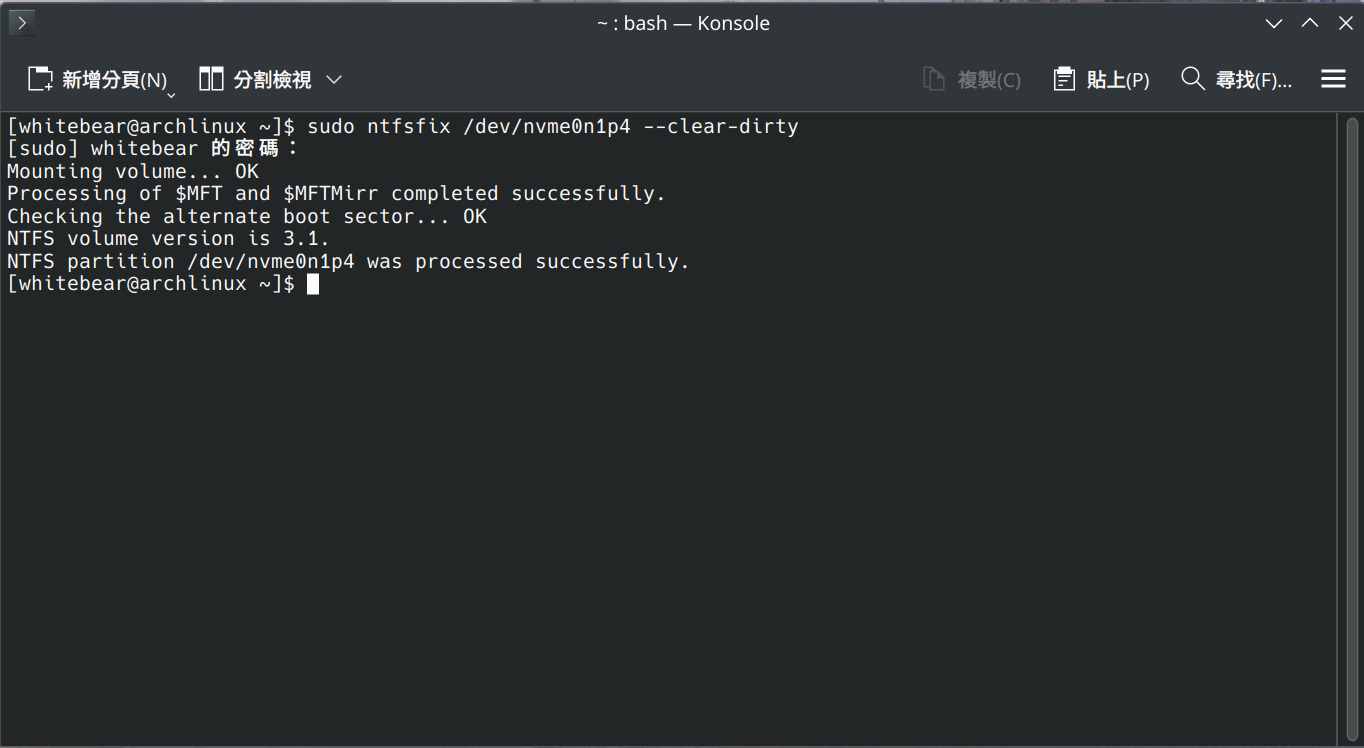 ~ : bash — Konsole
新增分頁(N) 分割檢視 複製(C) 貼上(P) 尋找(F)...
[whitebear@archlinux ~]$ sudo ntfsfix /dev/nvme0n1p4 --clear-dirty
[sudo] whitebear 的密碼：
Mounting volume... OK
Processing of $MFT and $MFTMirr completed successfully.
Checking the alternate boot sector... OK
NTFS volume version is 3.1.
NTFS partition /dev/nvme0n1p4 was processed successfully.
[whitebear@archlinux ~]$